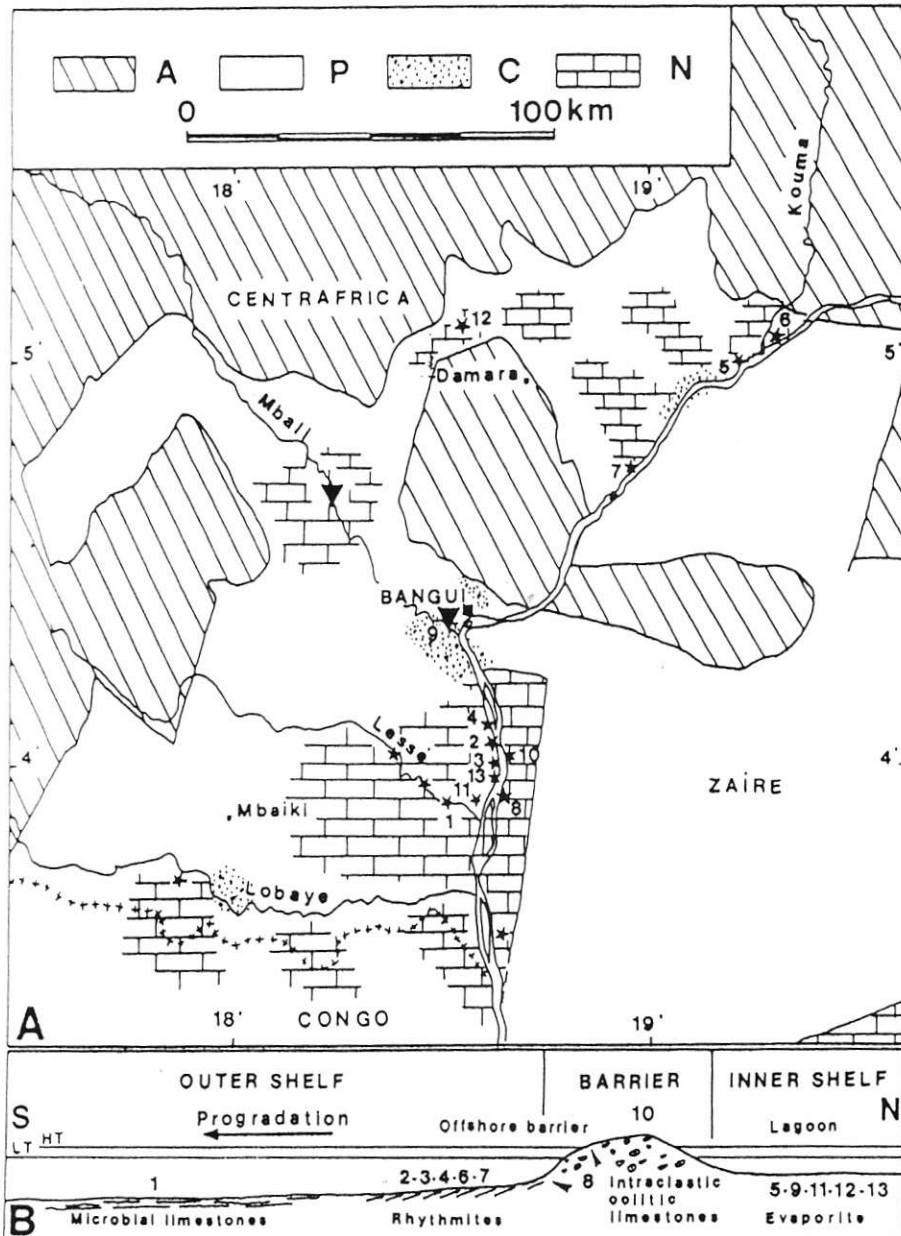 A P C N
0 100 km
Kouma
18' 19'
CENTRAFRICA
12
6
5' 5 5'
Damara
Mbali
7
BANGUI
9
4
Lesse 2
4' 3 10 4'
13 ZAÏRE
11 8
Mbaiki 1
Lobaye
18' CONGO 19'
A
OUTER SHELF BARRIER INNER SHELF
S Progradation Offshore barrier 10 Lagoon N
LT HT
1 2-3-4-6-7 8 Intraclastic 5-9-11-12-13
oolitic
B Microbial limestones Rhythmites limestones Evaporite